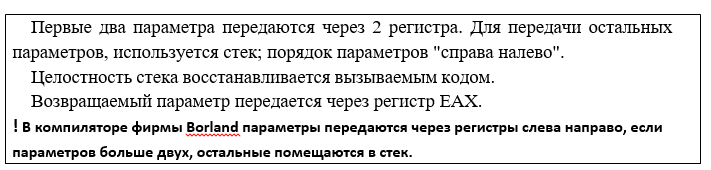 Первые два параметра передаются через 2 регистра. Для передачи остальных
параметров, используется стек; порядок параметров "справа налево".
Целостность стека восстанавливается вызываемым кодом.
Возвращаемый параметр передается через регистр EAX.
! В компиляторе фирмы Borland параметры передаются через регистры слева направо, если
параметров больше двух, остальные помещаются в стек.